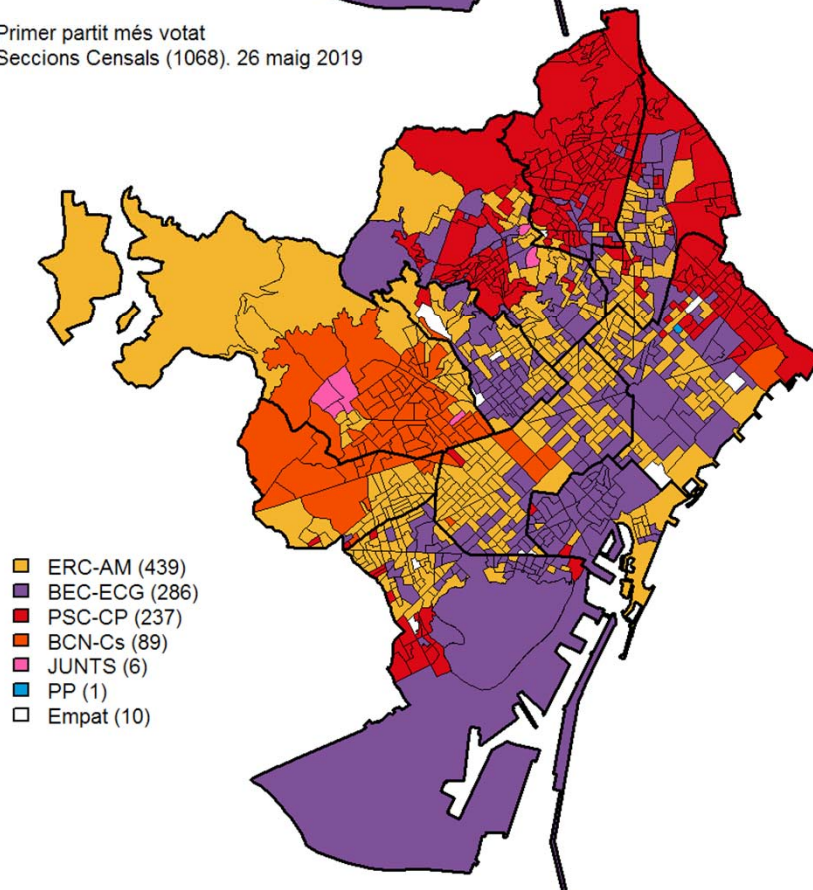 Primer partit més votat
Seccions Censals (1068). 26 maig 2019
ERC-AM (439)
BEC-ECG (286)
PSC-CP (237)
BCN-Cs (89)
JUNTS (6)
PP (1)
Empat (10)